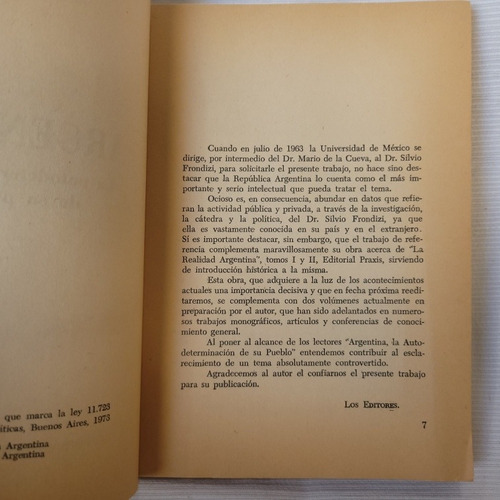 que marca la ley 11.723
íticas, Buenos Aires, 1973
Argentina
Argentina
Cuando en julio de 1963 la Universidad de México se
dirige, por intermedio del Dr. Mario de la Cueva, al Dr. Silvio
Frondizi, para solicitarle el presente trabajo, no hace sino des-
tacar que la República Argentina lo cuenta como el más im-
portante y serio intelectual que pueda tratar el tema.
Ocioso es, en consecuencia, abundar en datos que refie-
ran la actividad pública y privada, a través de la investigación,
la cátedra y la política, del Dr. Silvio Frondizi, ya que
ella es vastamente conocida en su país y en el extranjero.
Sí es importante destacar, sin embargo, que el trabajo de re-
ferencia complementa maravillosamente su obra acerca de "La
Realidad Argentina", tomos I y II, Editorial Praxis, sirviendo
de introducción histórica a la misma.
Esta obra, que adquiere a la luz de los acontecimientos
actuales una importancia decisiva y que en fecha próxima reedi-
taremos, se complementa con dos volúmenes actualmente en
preparación por el autor, que han sido adelantados en numero-
sos trabajos monográficos, artículos y conferencias de conoci-
miento general.
Al poner al alcance de los lectores "Argentina, la Auto-
determinación de su Pueblo" entendemos contribuir al escla-
recimiento de un tema absolutamente controvertido.
Agradecemos al autor el confiarnos el presente trabajo
para su publicación.
Los Editores.
7